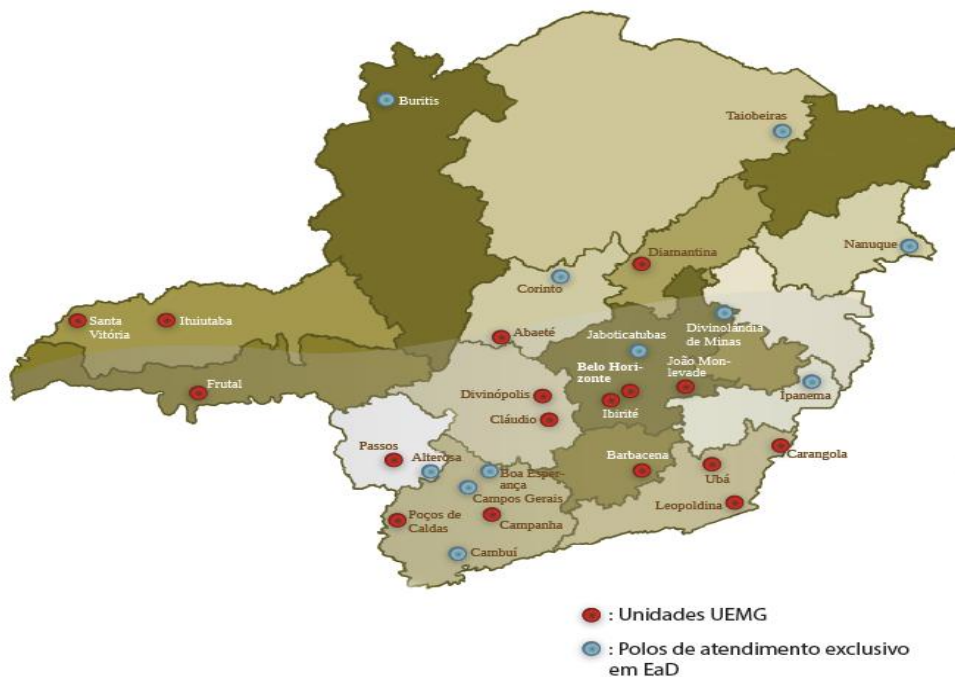 Buritis
Taiobeiras
Nanuque
Diamantina
Corinto
Santa
Vitória
Ituiutaba
Abaeté
Jaboticatubas
Divinolândia
de Minas
Belo Hori-
zonte
João Mon-
levade
Frutal
Divinópolis
Ipanema
Cláudio
Ibirité
Passos
Alterosa
Boa Esper-
ança
Barbacena
Ubá
Carangola
Campos Gerais
Leopoldina
Poços de
Caldas
Campanha
Cambuí
: Unidades UEMG
: Polos de atendimento exclusivo
em EaD